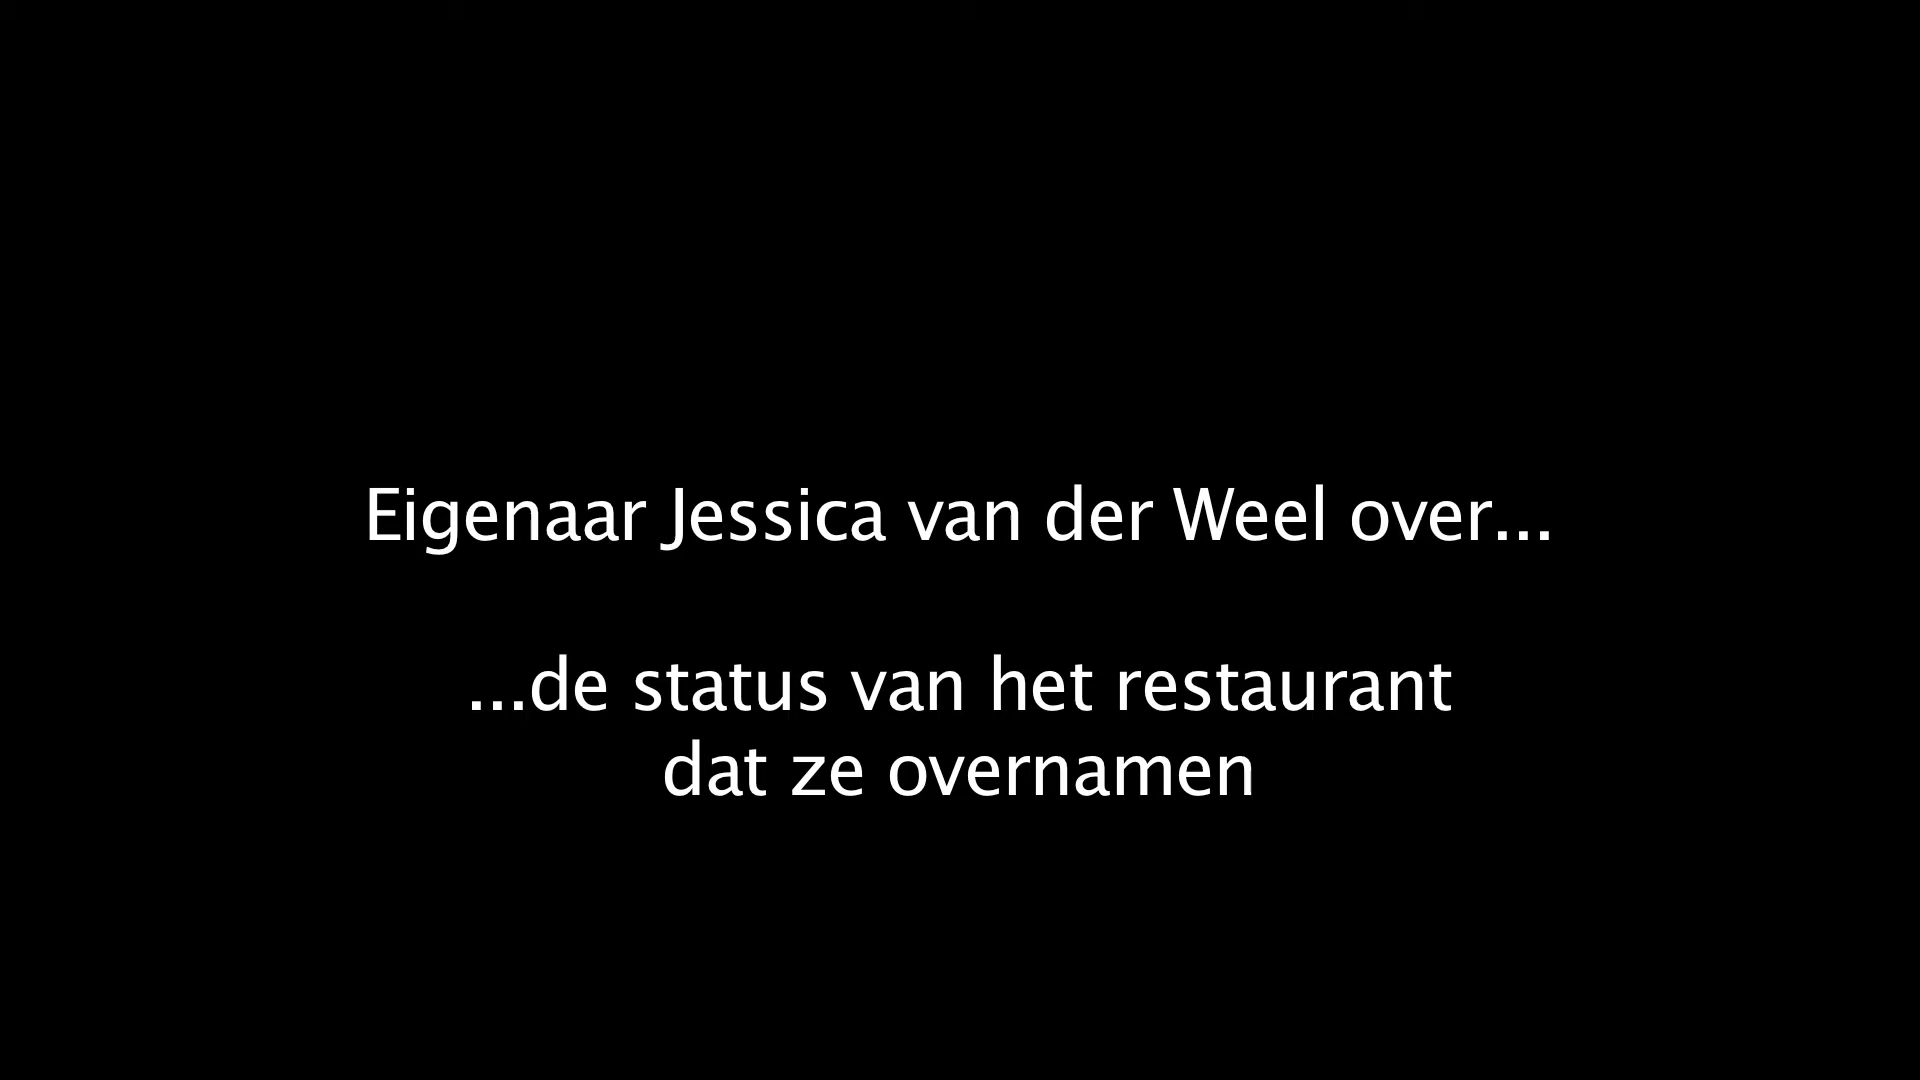 Eigenaar Jessica van der Weel over...
...de status van het restaurant
dat ze overnamen